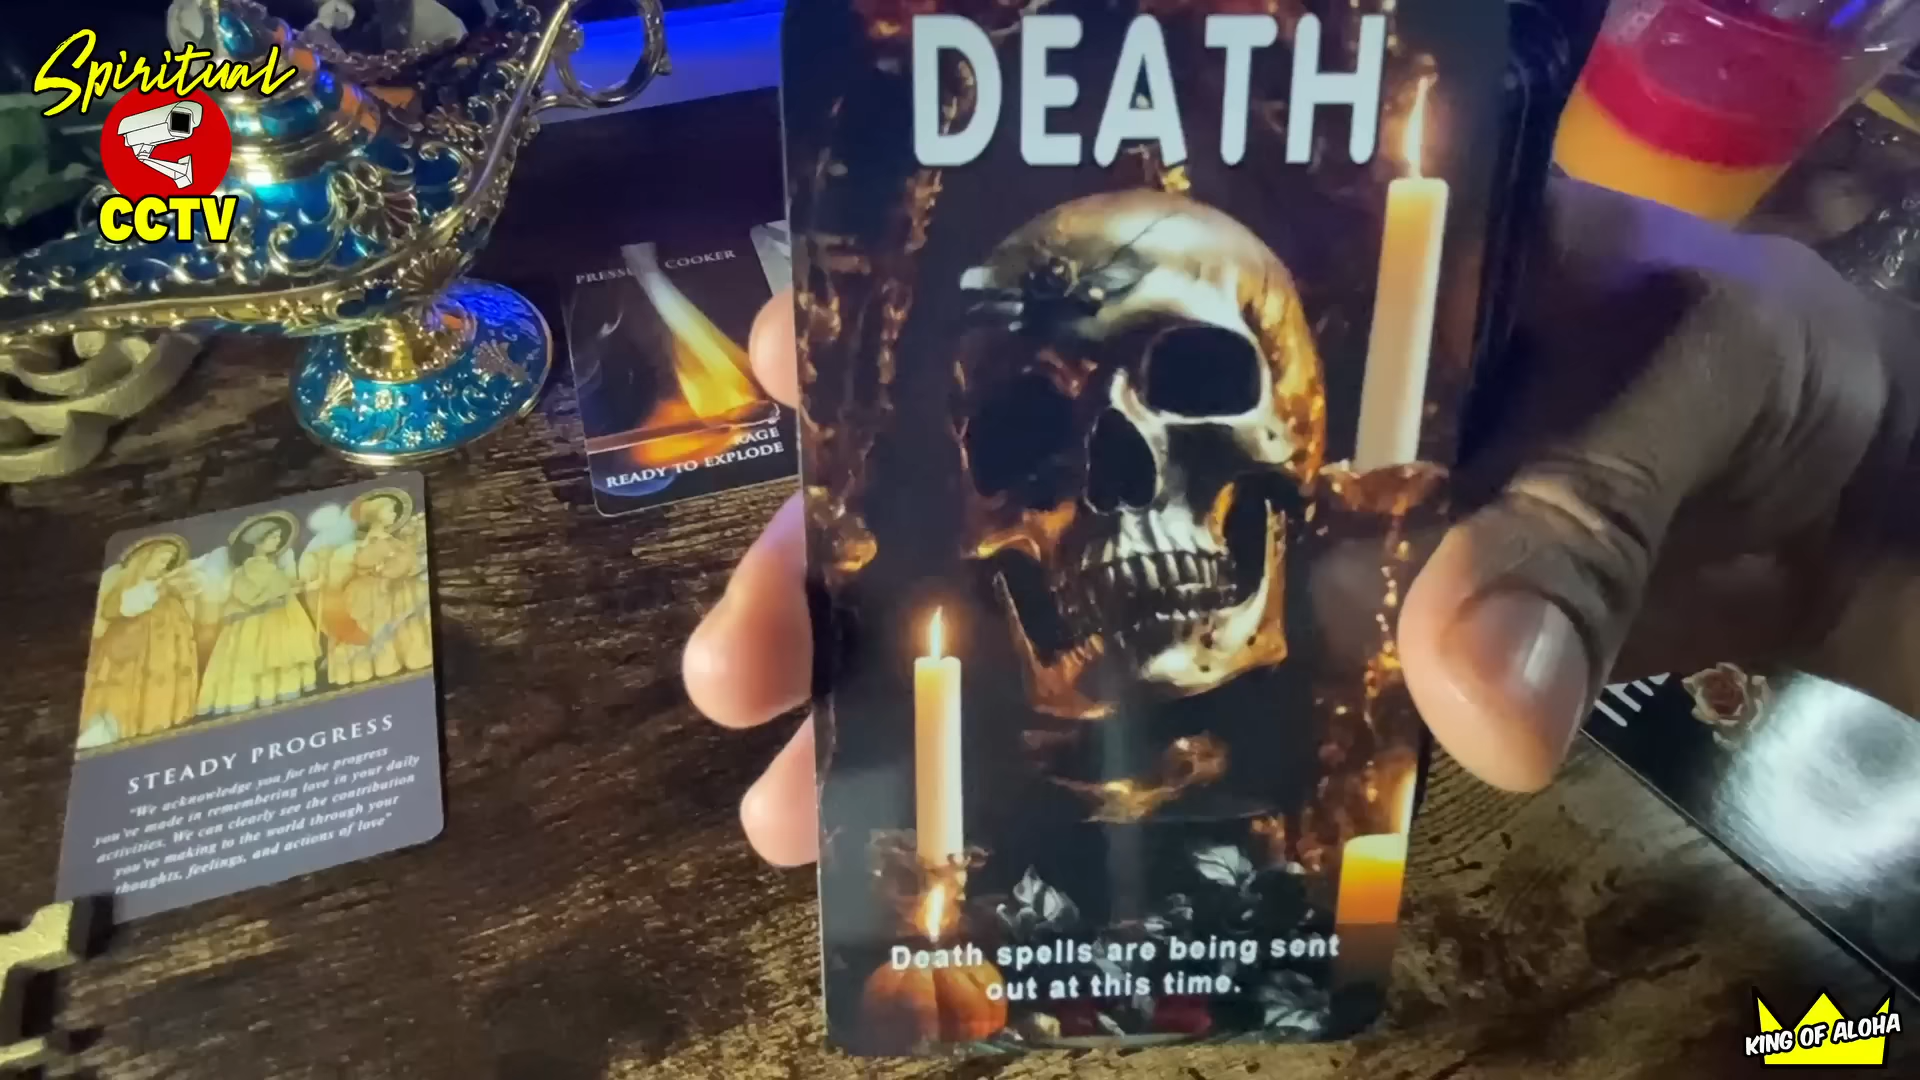 Spiritual
CCTV
DEATH
Death spells are being sent
out at this time.
PRESSURE COOKER
RAGE
READY TO EXPLODE
STEADY PROGRESS
"We acknowledge you for the progress
you've made in remembering love in your daily
activities. We can clearly see the contribution
you're making to the world through your
thoughts, feelings, and actions of love"
THE
KING OF ALOHA